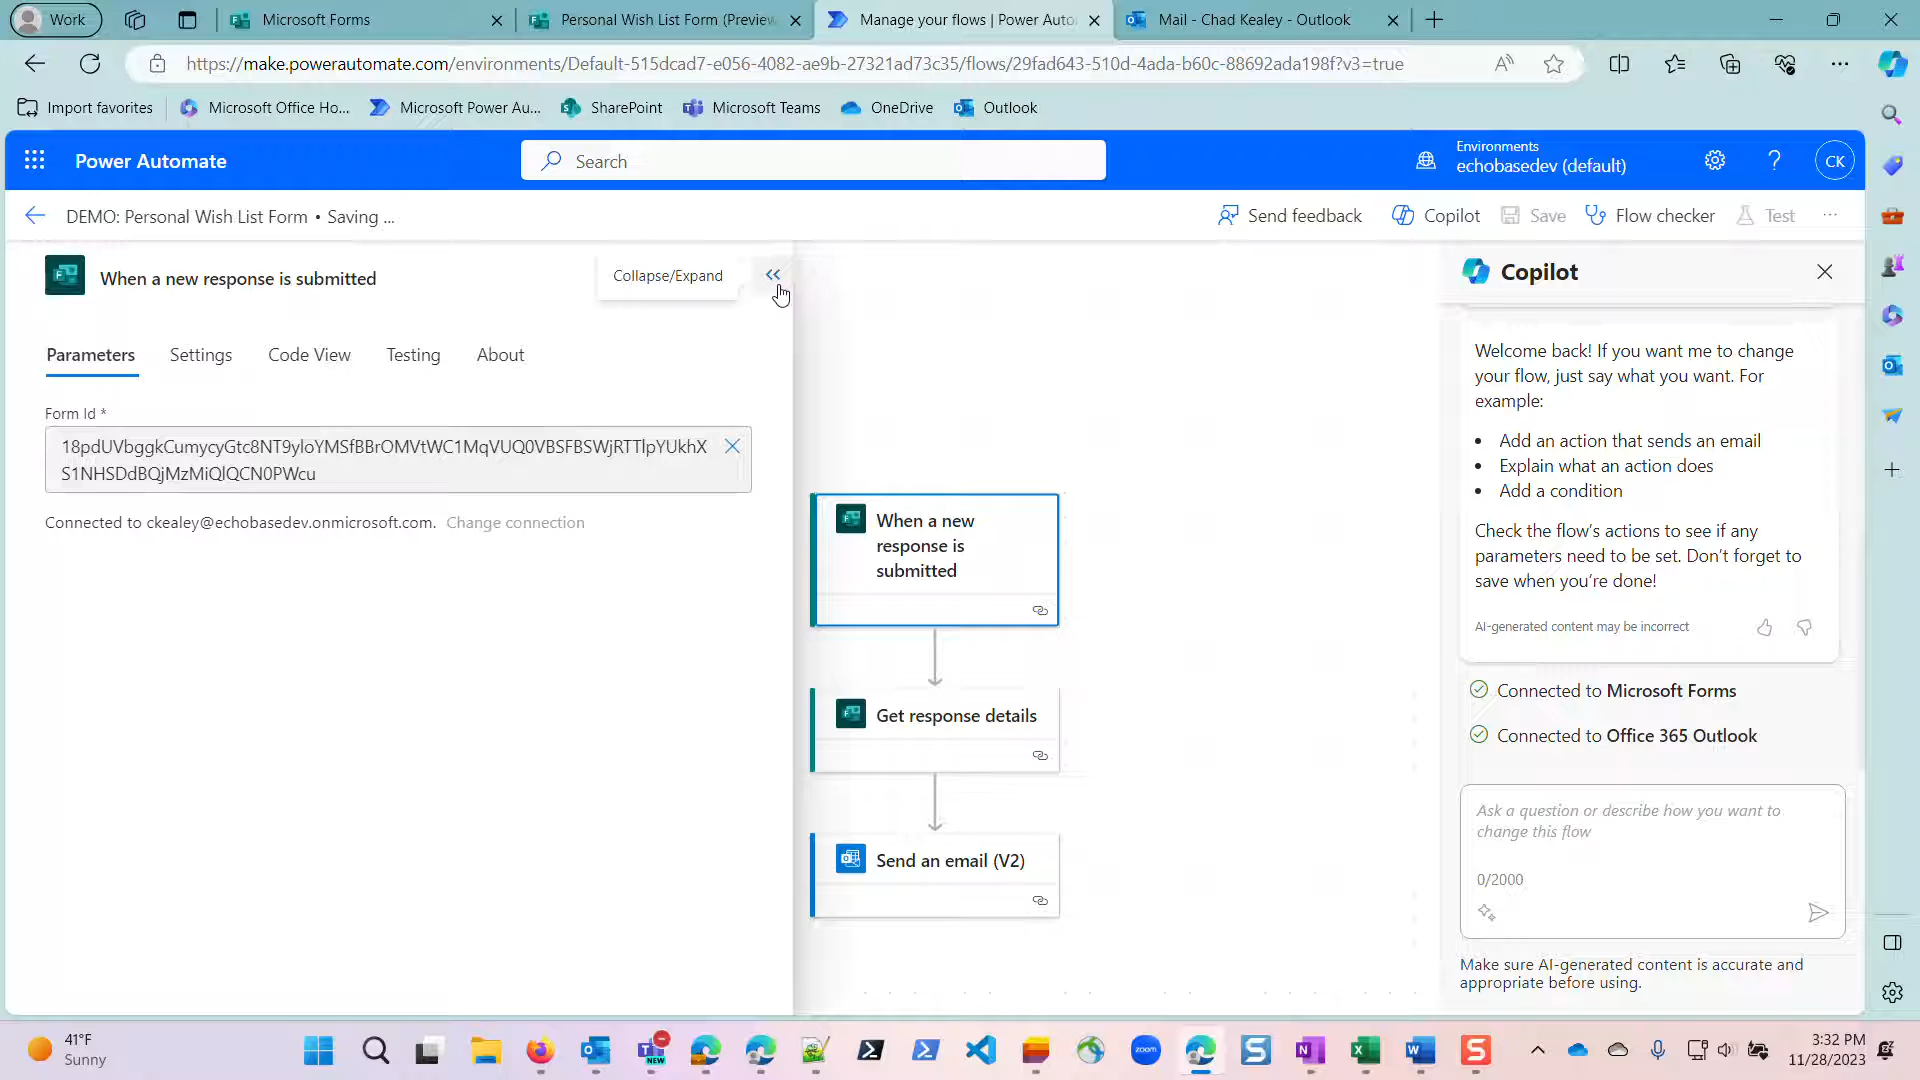 Work
Microsoft Forms
Personal Wish List Form (Preview
Manage your flows | Power Auto
Mail - Chad Kealey - Outlook
https://make.powerautomate.com/environments/Default-515dcad7-e056-4082-ae9b-27321ad73c35/flows/29fad643-510d-4ada-b60c-88692ada198f?v3=true
Import favorites
Microsoft Office Ho...
Microsoft Power Au...
SharePoint
Microsoft Teams
OneDrive
Outlook
Power Automate
Search
Environments
echobasedev (default)
CK
DEMO: Personal Wish List Form • Saving ...
Send feedback
Copilot
Save
Flow checker
Test
When a new response is submitted
Collapse/Expand
Parameters
Settings
Code View
Testing
About
Form Id *
18pdUVbggkCumycyGtc8NT9yloYMSfBBrOMVtWC1MqVUQ0VBSFBSWjRTTlpYUkhX
S1NHSDdBQjMzMiQlQCN0PWcu
Connected to ckealey@echobasedev.onmicrosoft.com. Change connection
When a new
response is
submitted
Get response details
Send an email (V2)
Copilot
Welcome back! If you want me to change
your flow, just say what you want. For
example:
• Add an action that sends an email
• Explain what an action does
• Add a condition
Check the flow's actions to see if any
parameters need to be set. Don't forget to
save when you're done!
AI-generated content may be incorrect
Connected to Microsoft Forms
Connected to Office 365 Outlook
Ask a question or describe how you want to
change this flow
0/2000
Make sure AI-generated content is accurate and
appropriate before using.
41°F
Sunny
NEW
zoom
3:32 PM
11/28/2023